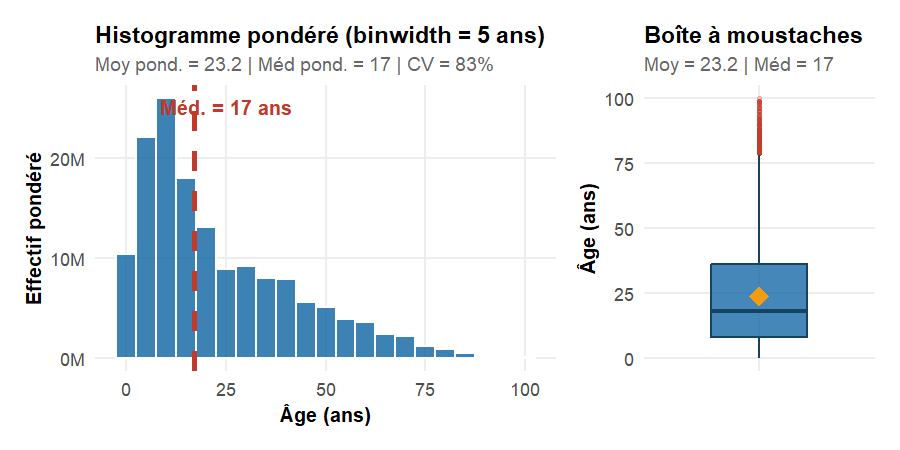 Histogramme pondéré (binwidth = 5 ans)
Moy pond. = 23.2 | Méd pond. = 17 | CV = 83%
Méd. = 17 ans
Effectif pondéré
20M
10M
0M
0 25 50 75 100
Âge (ans)
Boîte à moustaches
Moy = 23.2 | Méd = 17
Âge (ans)
100
75
50
25
0